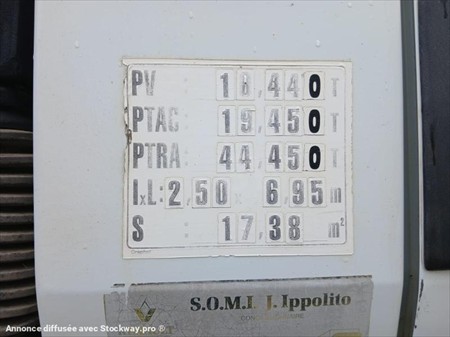 PV : 18,440 T
PTAC : 19,450 T
PTRA : 44,450 T
IxL : 2,50 x 6,95 m
S : 17,38 m²
S.O.M.I. J. Ippolito
Annonce diffusée avec Stockway.pro ®